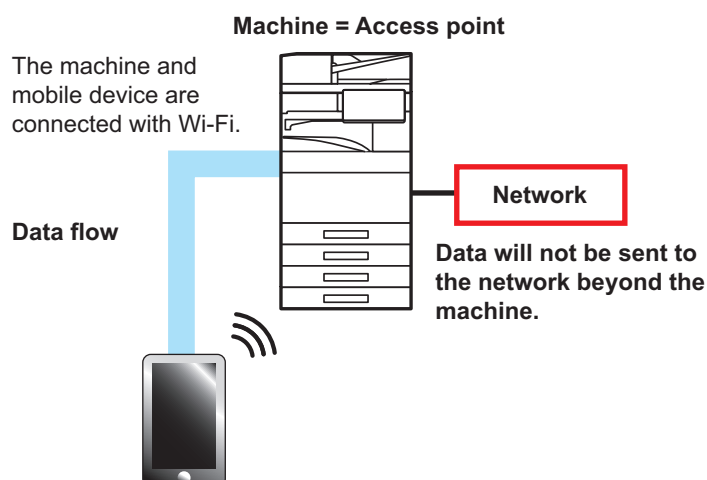 Machine = Access point
The machine and
mobile device are
connected with Wi-Fi.
Network
Data flow
Data will not be sent to
the network beyond the
machine.